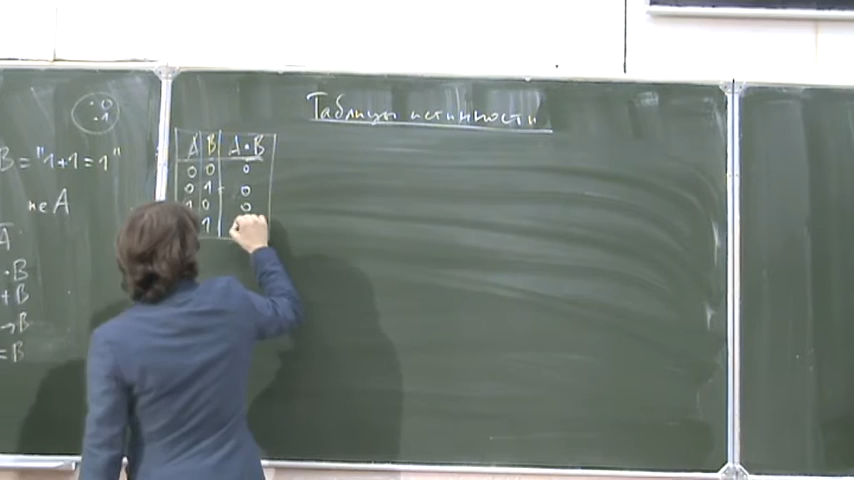 0
1
B = "1+1=1"
не A
A
· B
+ B
→ B
= B
Таблицы истинности
A B A · B
0 0 0
0 1 0
1 0 0
1